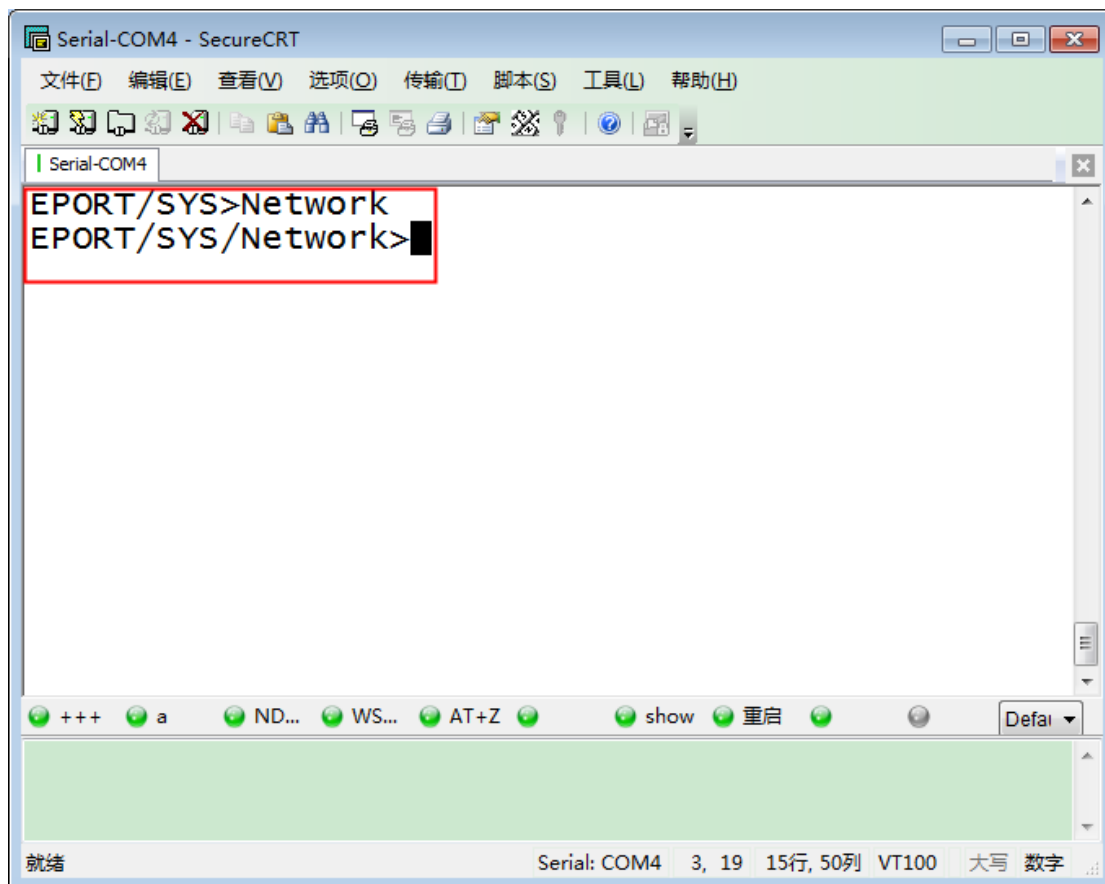 Serial-COM4 - SecureCRT
文件(F) 编辑(E) 查看(V) 选项(O) 传输(T) 脚本(S) 工具(L) 帮助(H)
Serial-COM4
EPORT/SYS>Network
EPORT/SYS/Network>
+++ a ND... WS... AT+Z show 重启 Defai
就绪 Serial: COM4 3, 19 15行, 50列 VT100 大写 数字